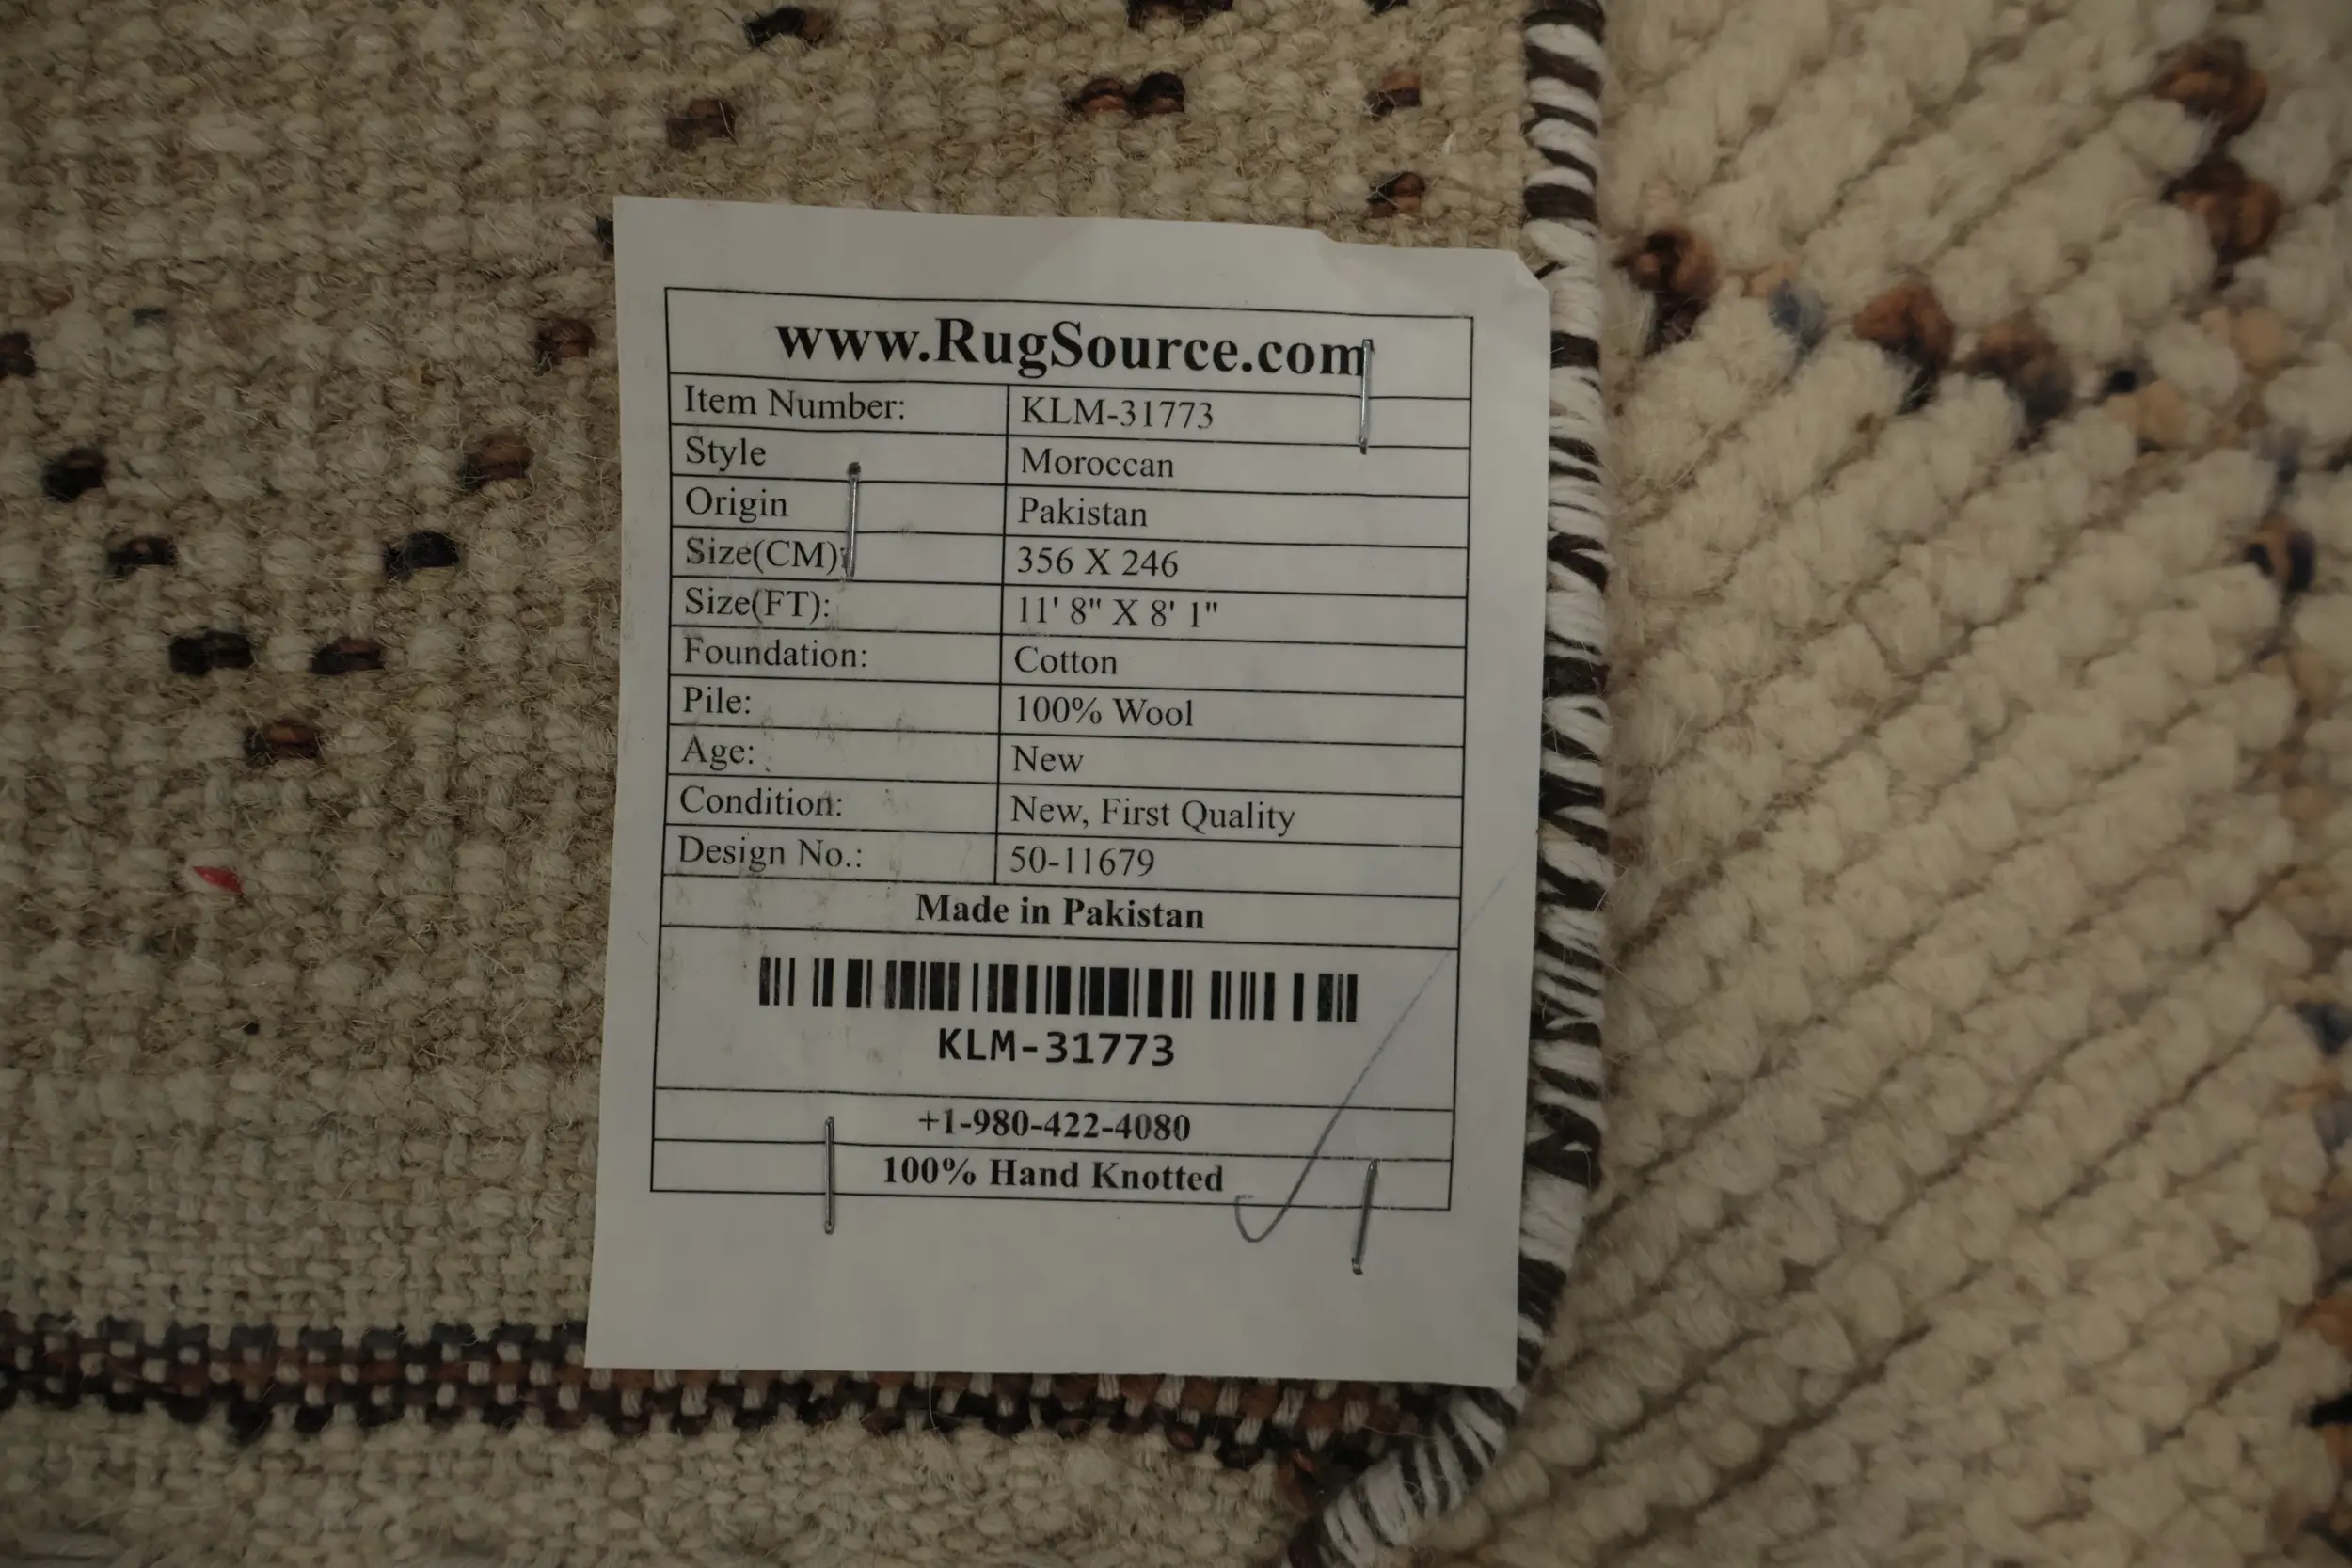 www.RugSource.com
Item Number: KLM-31773
Style Moroccan
Origin Pakistan
Size(CM): 356 X 246
Size(FT): 11' 8" X 8' 1"
Foundation: Cotton
Pile: 100% Wool
Age: New
Condition: New, First Quality
Design No.: 50-11679
Made in Pakistan
KLM-31773
+1-980-422-4080
100% Hand Knotted